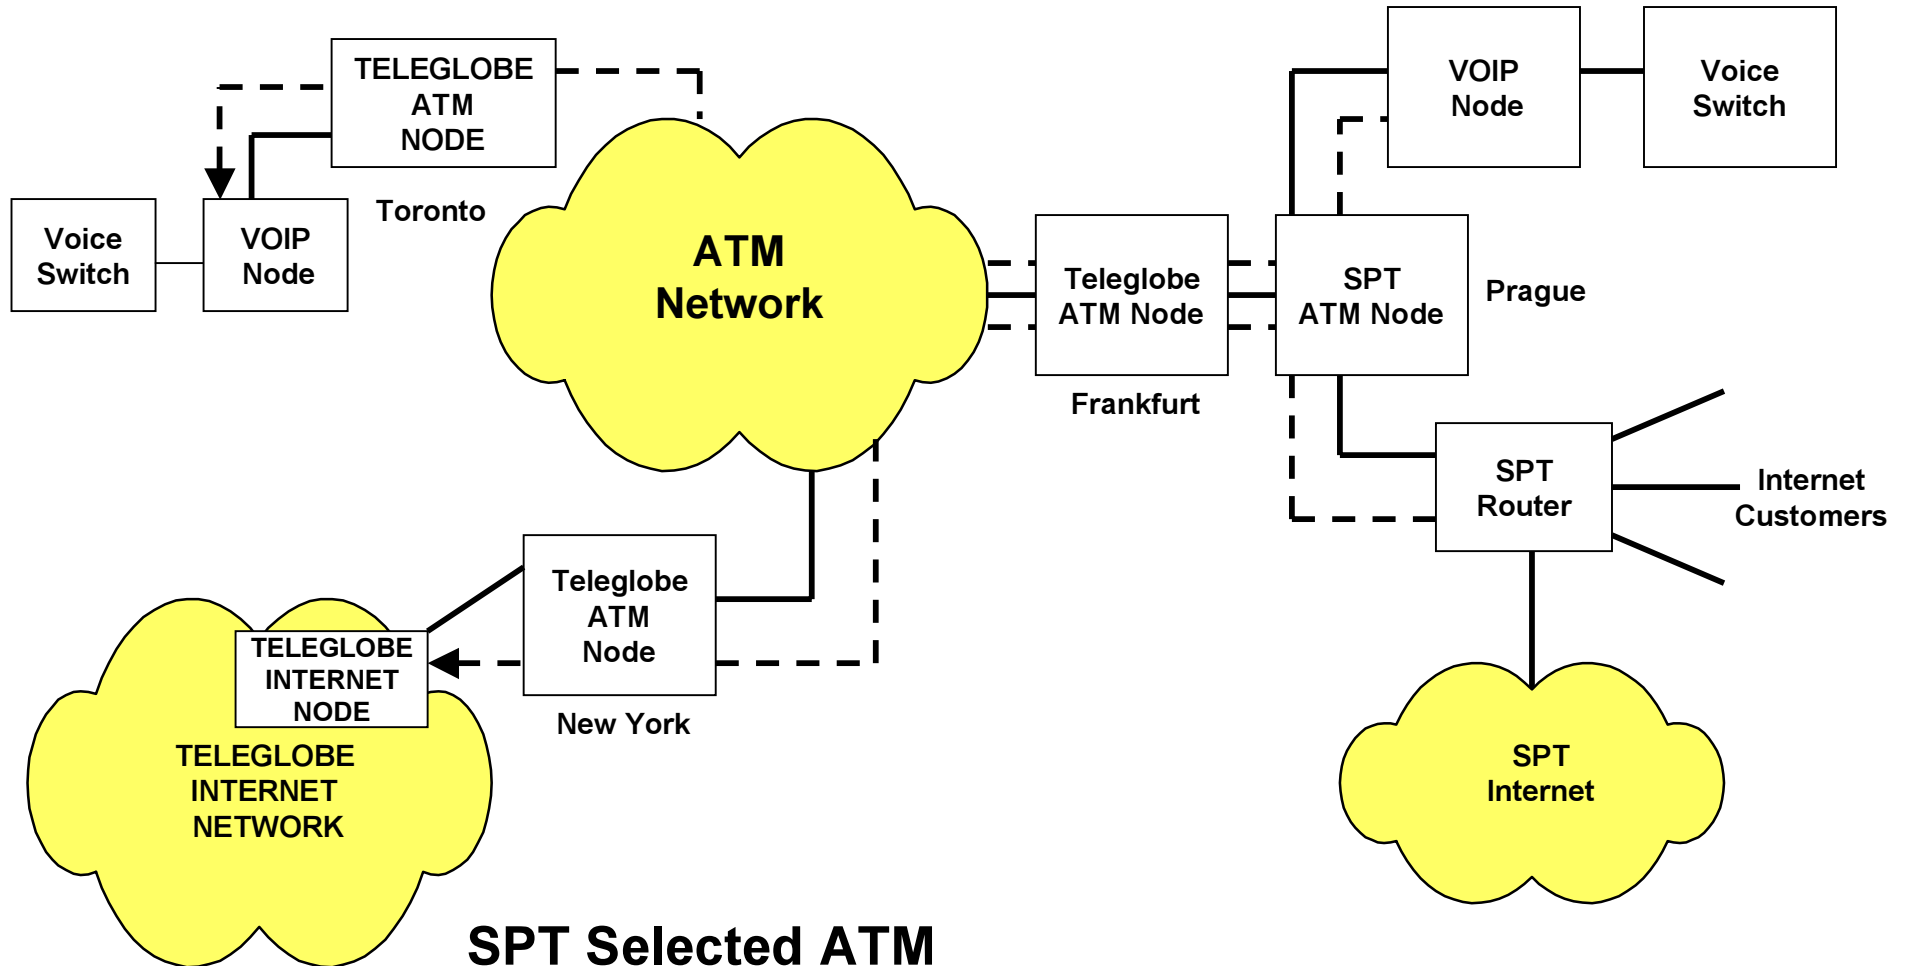 TELEGLOBE
ATM
NODE
VOIP
Node
Voice
Switch
Toronto
Voice
Switch
VOIP
Node
ATM
Network
Teleglobe
ATM Node
SPT
ATM Node
Prague
Frankfurt
SPT
Router
Internet
Customers
Teleglobe
ATM
Node
New York
TELEGLOBE
INTERNET
NODE
TELEGLOBE
INTERNET
NETWORK
SPT
Internet
SPT Selected ATM